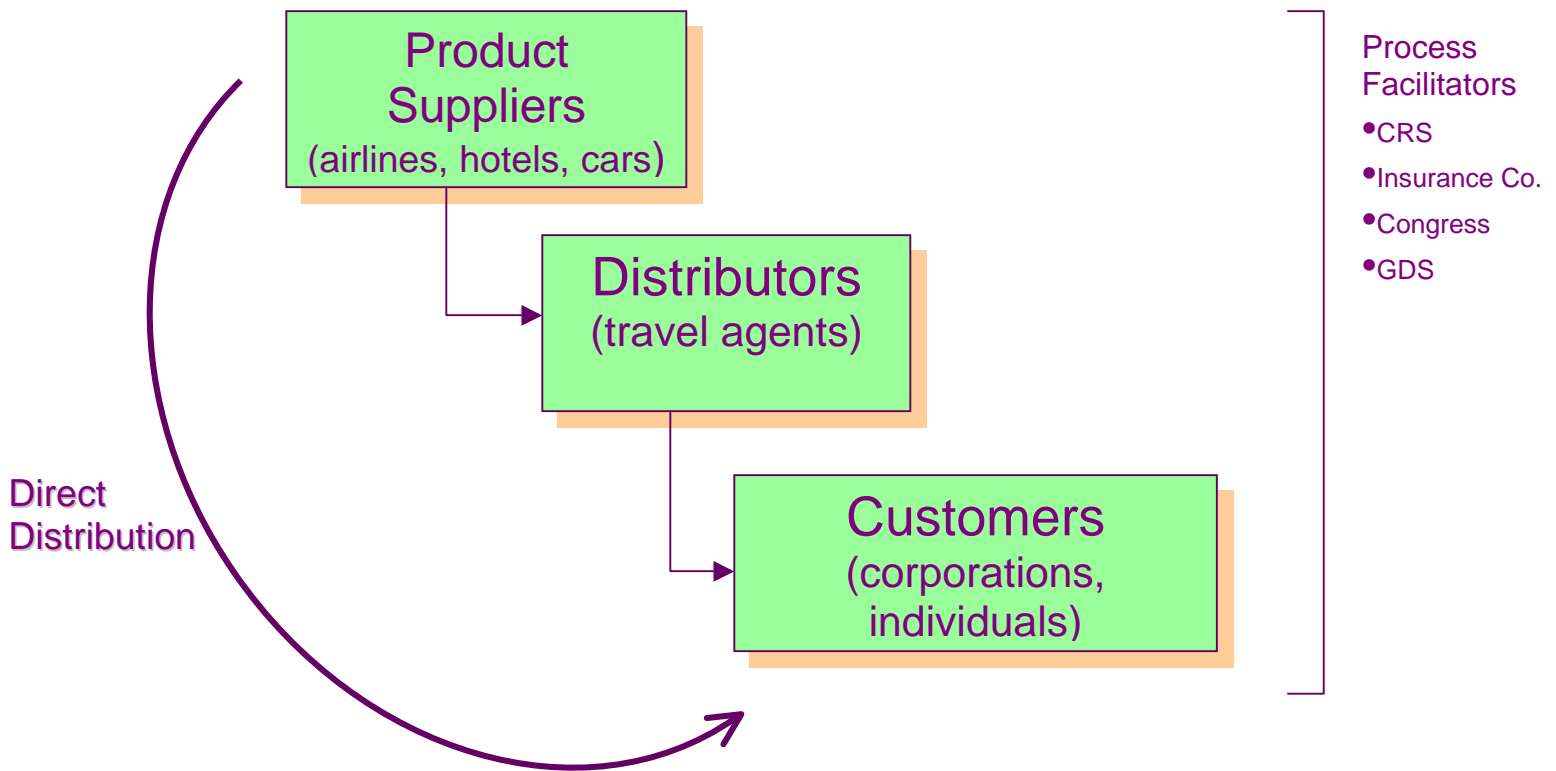 Product
Suppliers
(airlines, hotels, cars)
Distributors
(travel agents)
Customers
(corporations,
individuals)
Direct
Distribution
Process
Facilitators
•CRS
•Insurance Co.
•Congress
•GDS